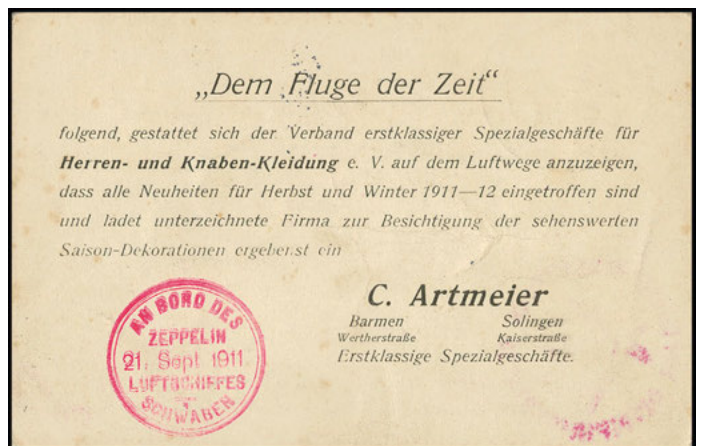 „Dem Fluge der Zeit“
folgend, gestattet sich der Verband erstklassiger Spezialgeschäfte für
Herren- und Knaben-Kleidung e. V. auf dem Luftwege anzuzeigen,
dass alle Neuheiten für Herbst und Winter 1911—12 eingetroffen sind
und ladet unterzeichnete Firma zur Besichtigung der sehenswerten
Saison-Dekorationen ergebenst ein
C. Artmeier
Barmen Solingen
Wertherstraße Kaiserstraße
Erstklassige Spezialgeschäfte.
AN BORD DES
ZEPPELIN
21. Sept. 1911
LUFTSCHIFFES
SCHWABEN